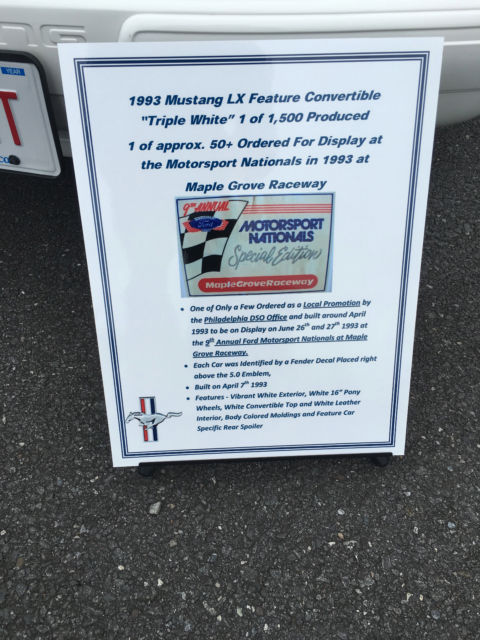 YEAR
T
1993 Mustang LX Feature Convertible
"Triple White" 1 of 1,500 Produced
1 of approx. 50+ Ordered For Display at
the Motorsport Nationals in 1993 at
Maple Grove Raceway
9TH ANNUAL
Ford
MOTORSPORT
NATIONALS
Special Edition
MapleGroveRaceway
• One of Only a Few Ordered as a Local Promotion by
the Philadelphia DSO Office and built around April
1993 to be on Display on June 26th and 27th 1993 at
the 9th Annual Ford Motorsport Nationals at Maple
Grove Raceway.
• Each Car was Identified by a Fender Decal Placed right
above the 5.0 Emblem,
• Built on April 7th 1993
• Features - Vibrant White Exterior, White 16" Pony
Wheels, White Convertible Top and White Leather
Interior, Body Colored Moldings and Feature Car
Specific Rear Spoiler